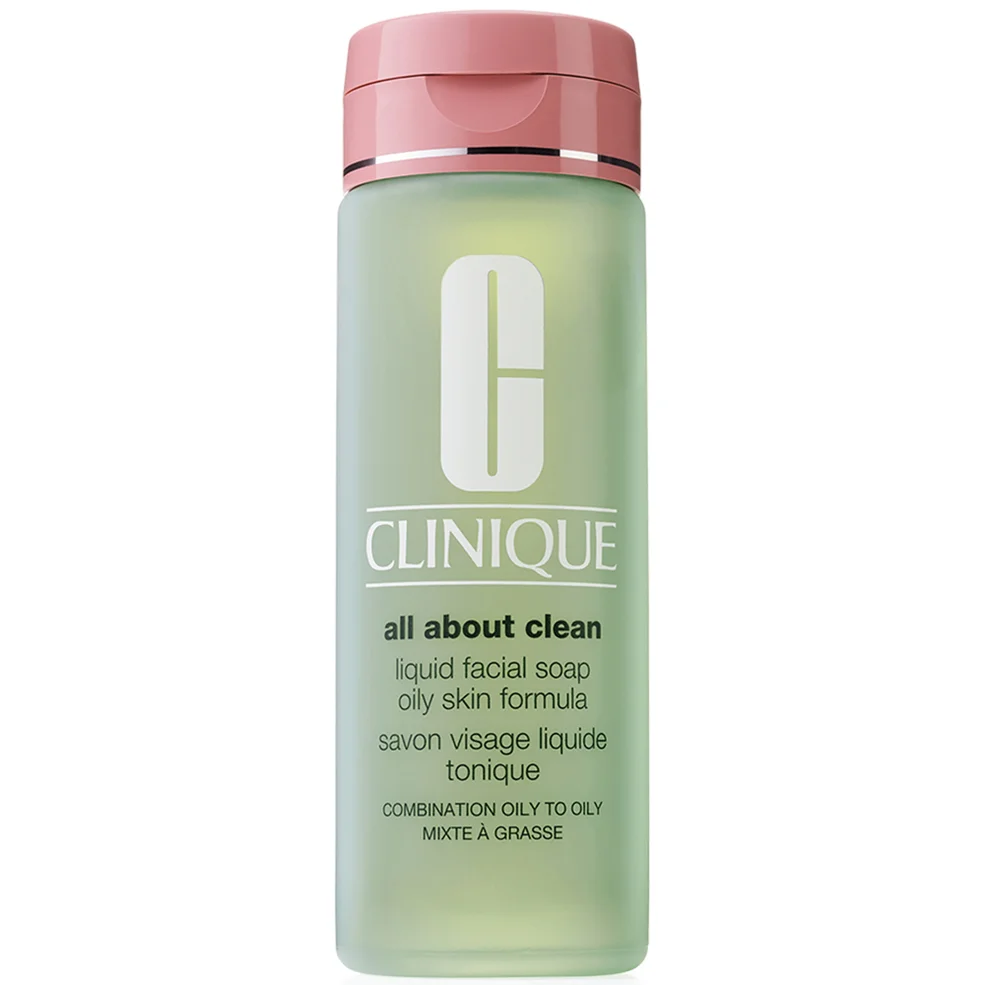 C
CLINIQUE
all about clean
liquid facial soap
oily skin formula
savon visage liquide
tonique
COMBINATION OILY TO OILY
MIXTE À GRASSE